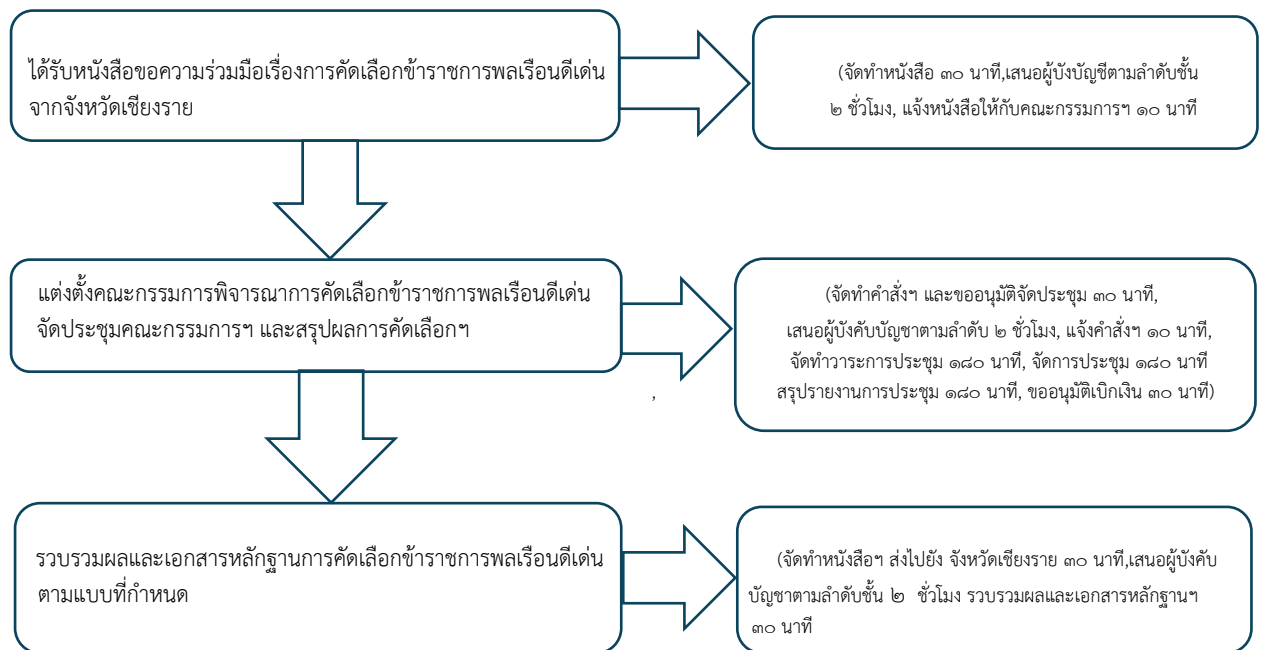 ได้รับหนังสือขอความร่วมมือเรื่องการคัดเลือกข้าราชการพลเรือนดีเด่น
จากจังหวัดเชียงราย
(จัดทำหนังสือ ๓๐ นาที,เสนอผู้บังบัญชีตามลำดับชั้น
๒ ชั่วโมง, แจ้งหนังสือให้กับคณะกรรมการฯ ๑๐ นาที
แต่งตั้งคณะกรรมการพิจารณาการคัดเลือกข้าราชการพลเรือนดีเด่น
จัดประชุมคณะกรรมการฯ และสรุปผลการคัดเลือกฯ
(จัดทำคำสั่งฯ และขออนุมัติจัดประชุม ๓๐ นาที,
เสนอผู้บังคับบัญชาตามลำดับ ๒ ชั่วโมง, แจ้งคำสั่งฯ ๑๐ นาที,
จัดทำวาระการประชุม ๑๘๐ นาที, จัดการประชุม ๑๘๐ นาที
สรุปรายงานการประชุม ๑๘๐ นาที, ขออนุมัติเบิกเงิน ๓๐ นาที)
,
รวบรวมผลและเอกสารหลักฐานการคัดเลือกข้าราชการพลเรือนดีเด่น
ตามแบบที่กำหนด
(จัดทำหนังสือฯ ส่งไปยัง จังหวัดเชียงราย ๓๐ นาที,เสนอผู้บังคับ
บัญชาตามลำดับชั้น ๒ ชั่วโมง รวบรวมผลและเอกสารหลักฐานฯ
๓๐ นาที